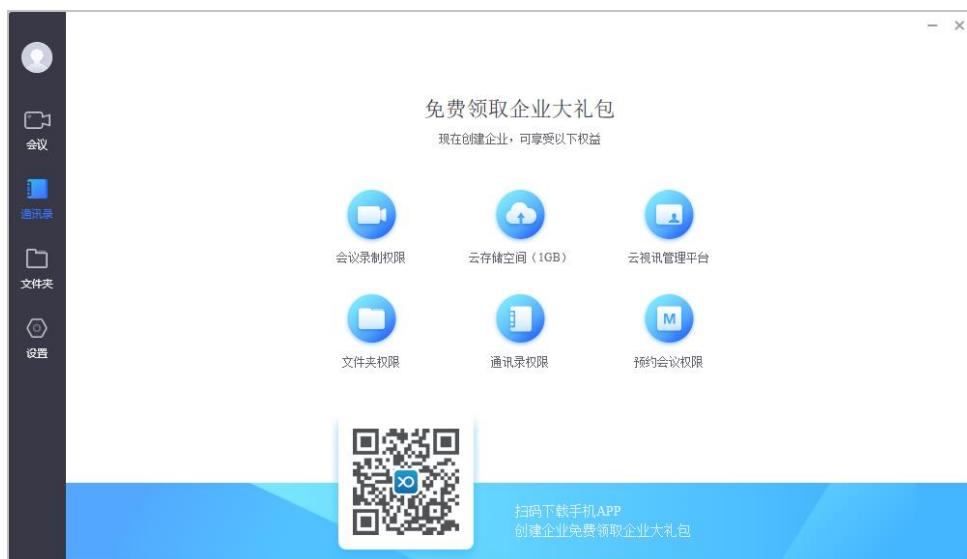 会议
通讯录
文件夹
设置
免费领取企业大礼包
现在创建企业，可享受以下权益
会议录制权限
云存储空间（1GB）
云视讯管理平台
文件夹权限
通讯录权限
M
预约会议权限
扫码下载手机APP
创建企业免费领取企业大礼包